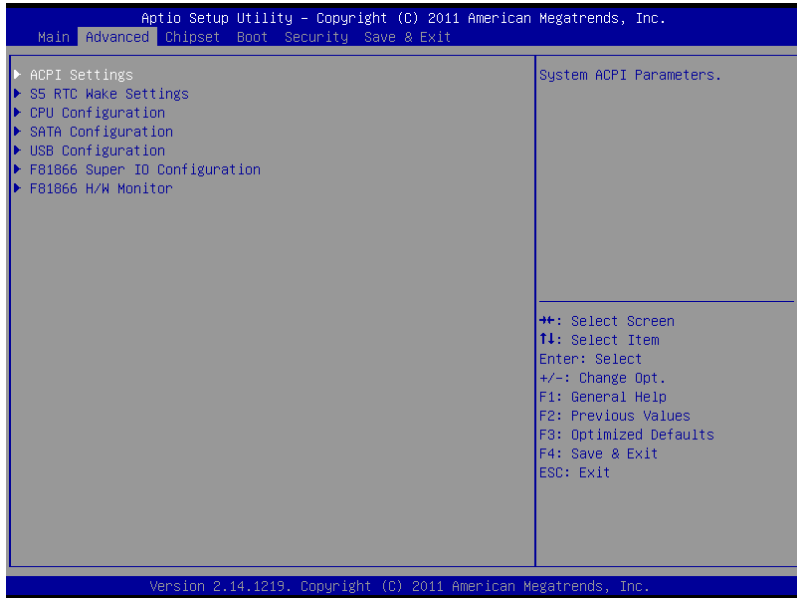 Aptio Setup Utility – Copyright (C) 2011 American Megatrends, Inc.
Main Advanced Chipset Boot Security Save & Exit
ACPI Settings
S5 RTC Wake Settings
CPU Configuration
SATA Configuration
USB Configuration
F81866 Super IO Configuration
F81866 H/W Monitor
System ACPI Parameters.
→←: Select Screen
↑↓: Select Item
Enter: Select
+/-: Change Opt.
F1: General Help
F2: Previous Values
F3: Optimized Defaults
F4: Save & Exit
ESC: Exit
Version 2.14.1219. Copyright (C) 2011 American Megatrends, Inc.